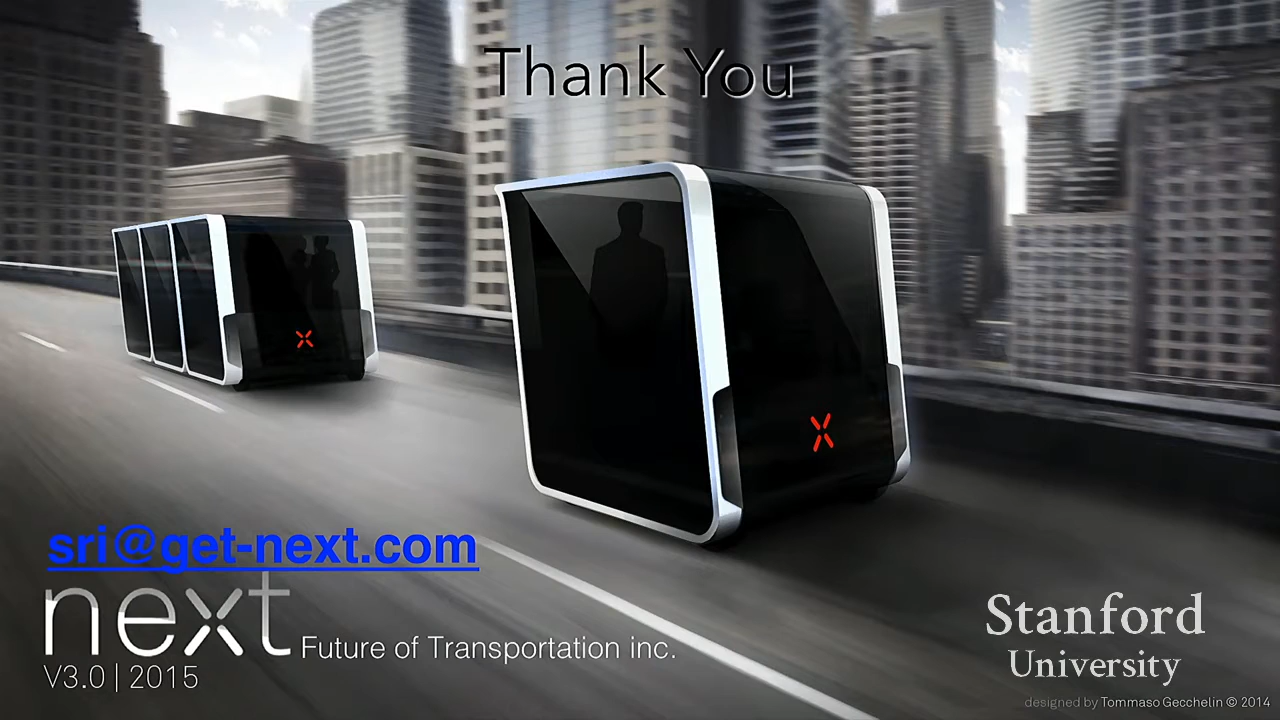 Thank You
sri@get-next.com
next Future of Transportation inc.
V3.0 | 2015
Stanford
University
designed by Tommaso Gecchelin © 2014